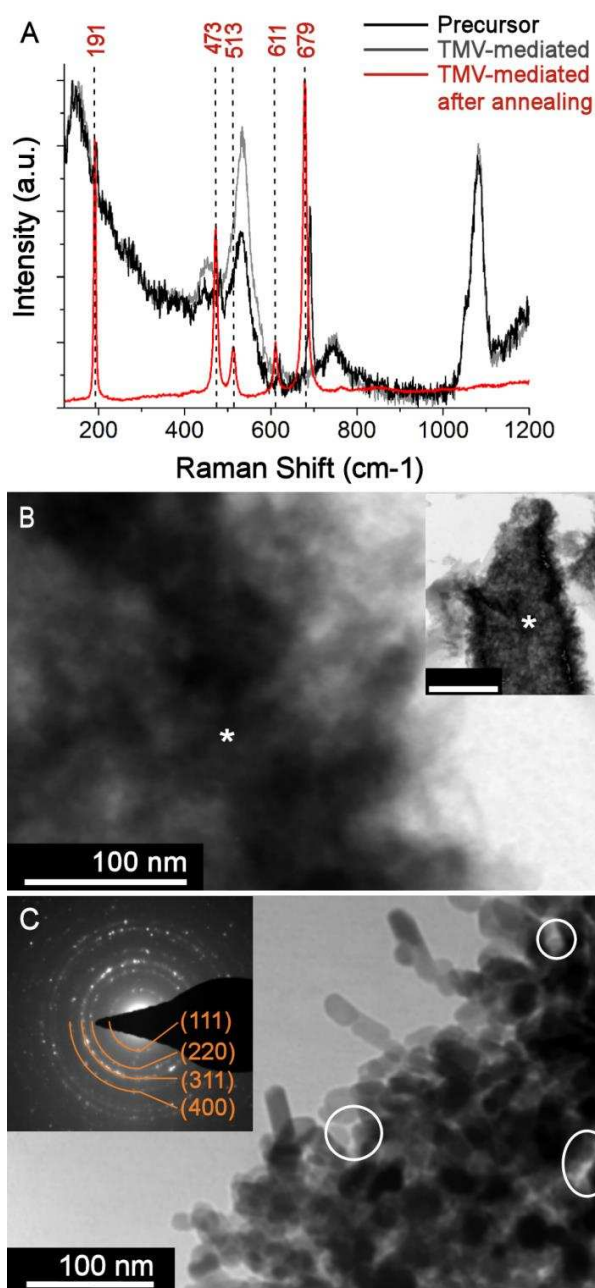 A
191
473
513
611
679
Precursor
TMV-mediated
TMV-mediated
after annealing
Intensity (a.u.)
200
400
600
800
1000
1200
Raman Shift (cm-1)
B
*
*
100 nm
C
(111)
(220)
(311)
(400)
100 nm